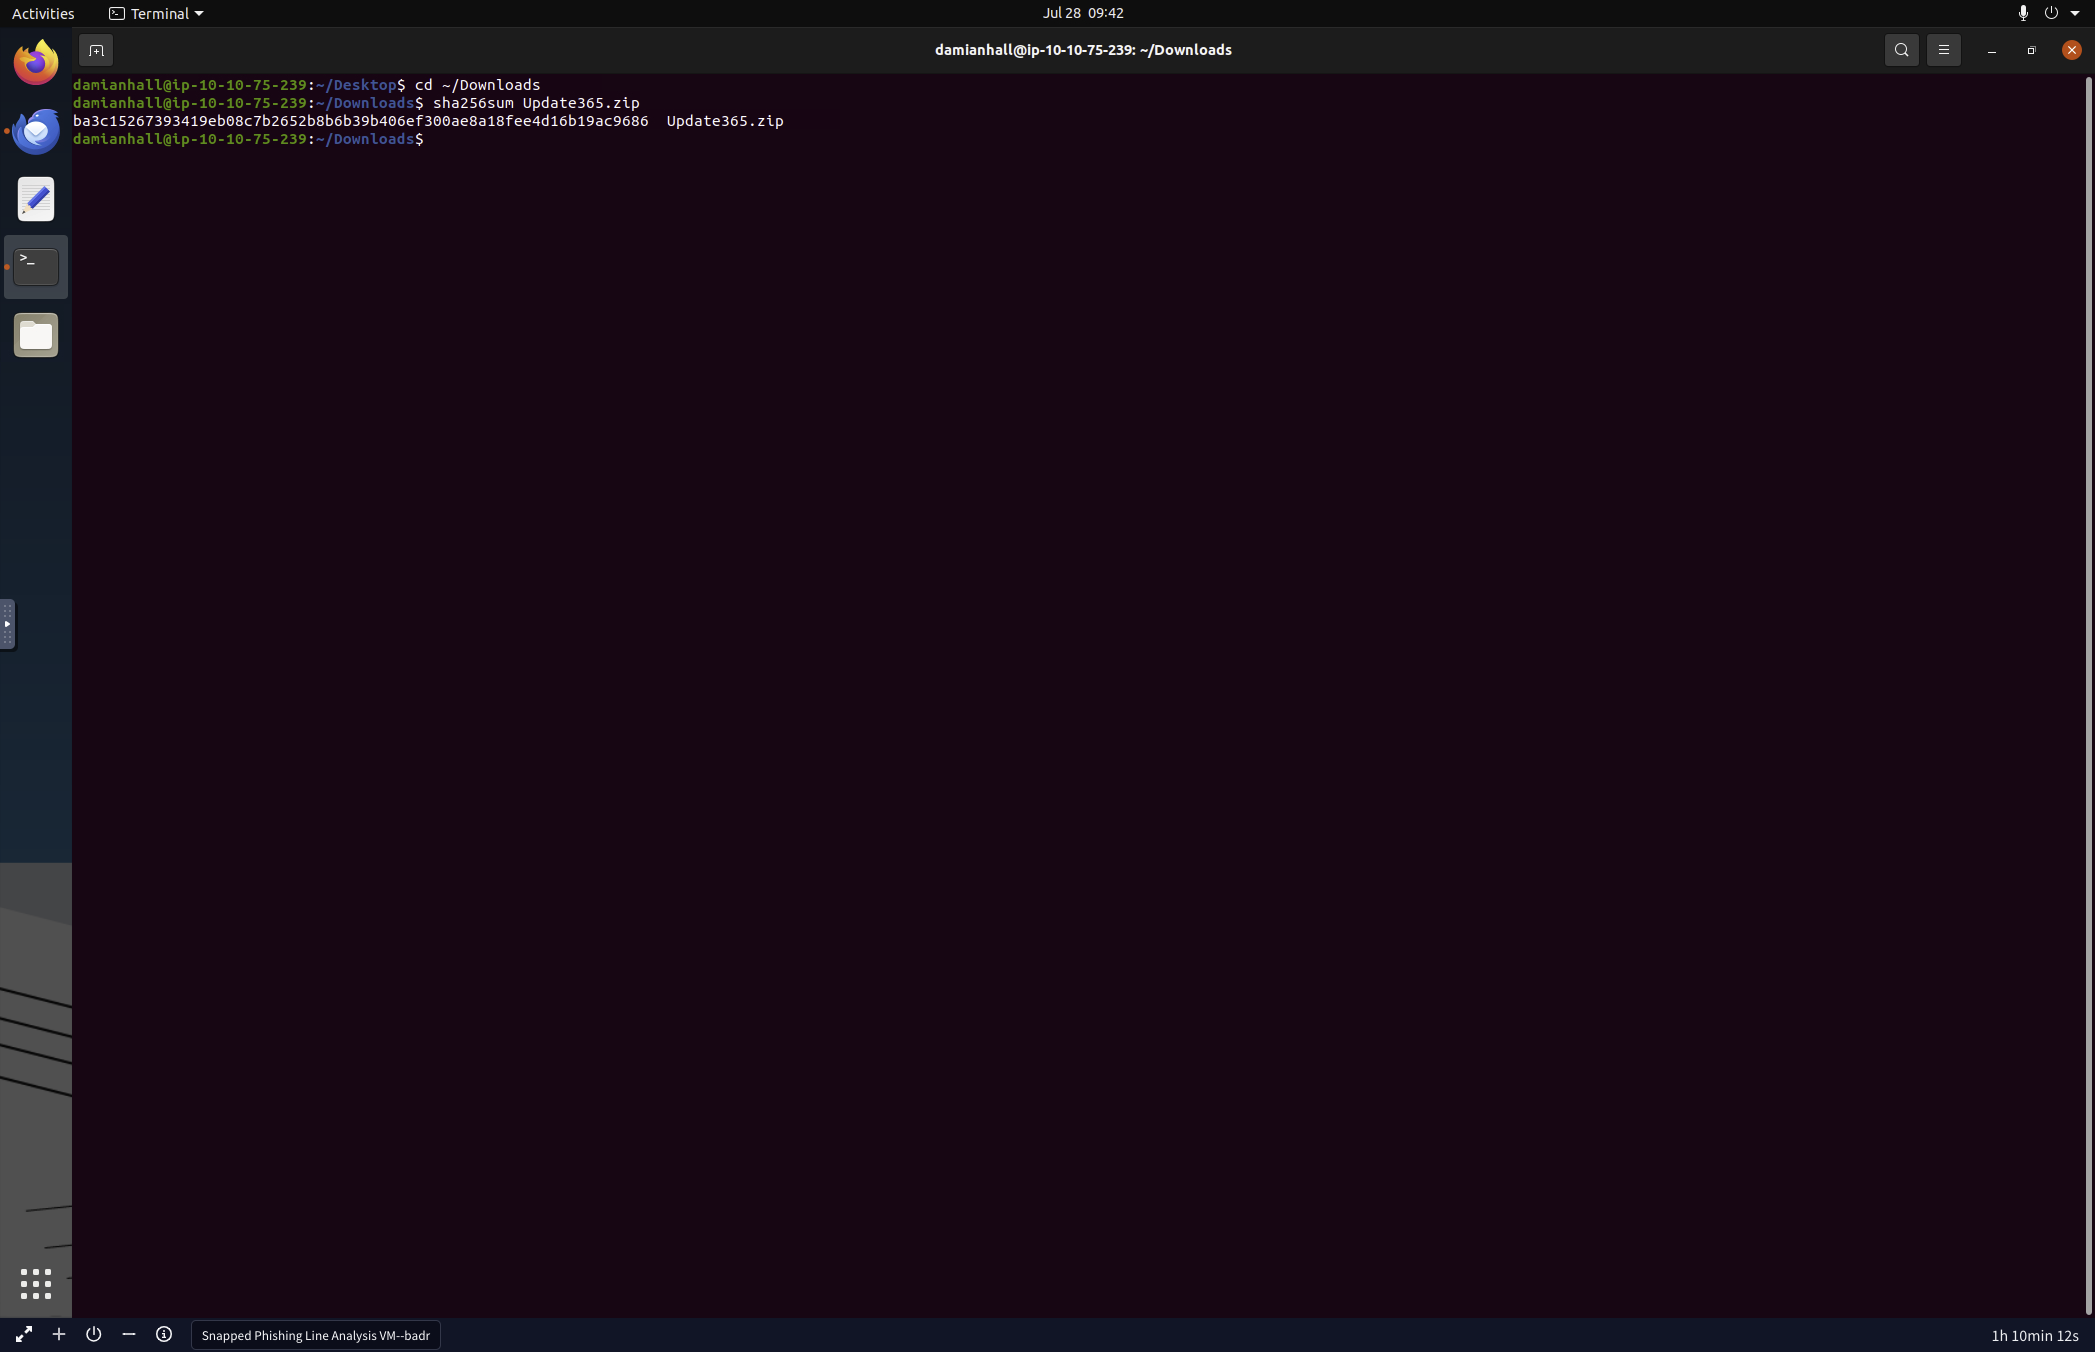 Activities
Terminal
Jul 28 09:42
damianhall@ip-10-10-75-239: ~/Downloads
damianhall@ip-10-10-75-239:~/Desktop$ cd ~/Downloads
damianhall@ip-10-10-75-239:~/Downloads$ sha256sum Update365.zip
ba3c15267393419eb08c7b2652b8b6b39b406ef300ae8a18fee4d16b19ac9686  Update365.zip
damianhall@ip-10-10-75-239:~/Downloads$
Snapped Phishing Line Analysis VM--badr
1h 10min 12s